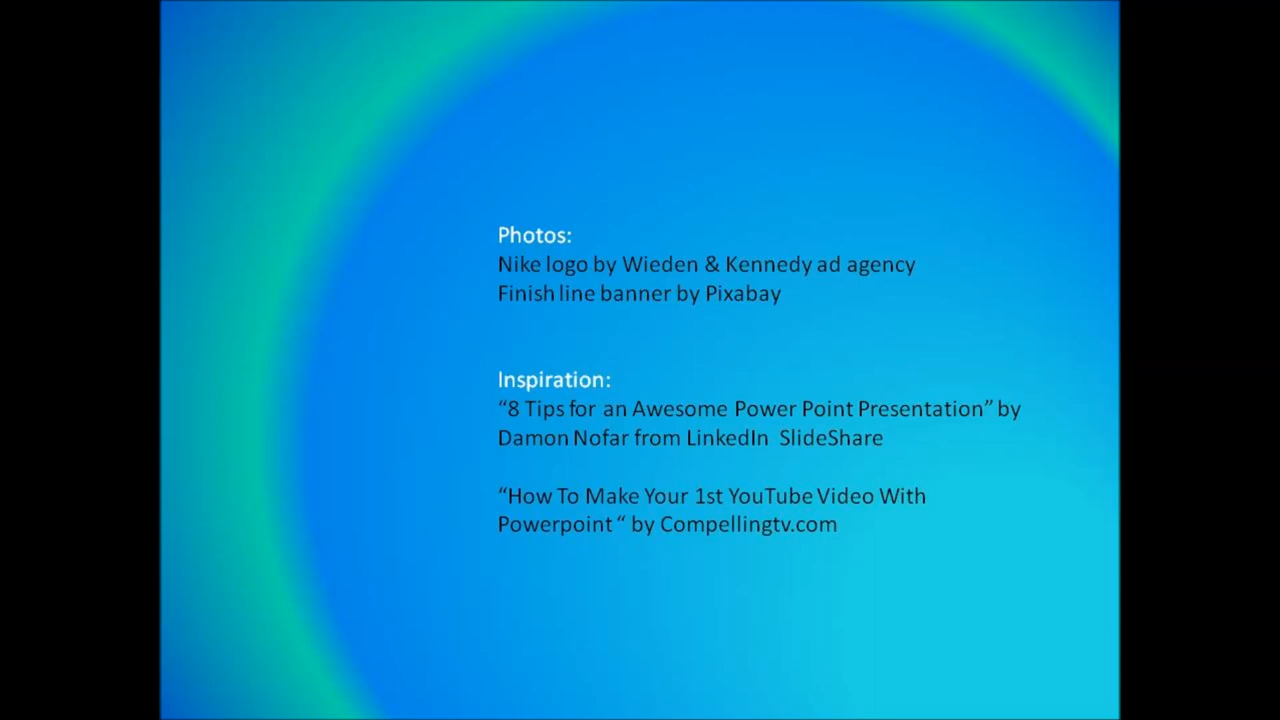 Photos:
Nike logo by Wieden & Kennedy ad agency
Finish line banner by Pixabay
Inspiration:
“8 Tips for an Awesome Power Point Presentation” by
Damon Nofar from LinkedIn  SlideShare
“How To Make Your 1st YouTube Video With
Powerpoint “ by Compellingtv.com